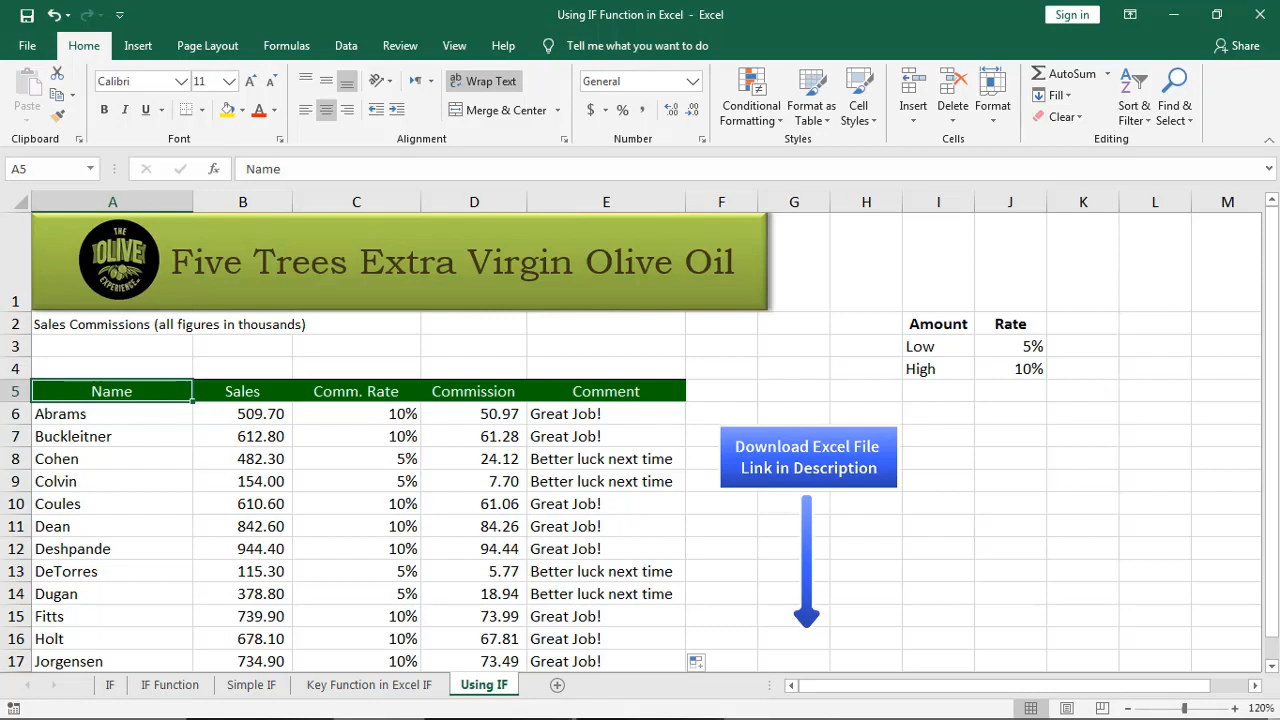 Using IF Function in Excel - Excel
Sign in
File Home Insert Page Layout Formulas Data Review View Help Tell me what you want to do Share
Paste
Calibri 11
B I U
Wrap Text
Merge & Center
General
$ % ,
Conditional Formatting
Format as Table
Cell Styles
Insert
Delete
Format
AutoSum
Fill
Clear
Sort & Filter
Find & Select
Clipboard Font Alignment Number Styles Cells Editing
A5 fx Name
A B C D E F G H I J K L M
THE OLIVE EXPERIENCE
Five Trees Extra Virgin Olive Oil
1
2 Sales Commissions (all figures in thousands) Amount Rate
3 Low 5%
4 High 10%
5 Name Sales Comm. Rate Commission Comment
6 Abrams 509.70 10% 50.97 Great Job!
7 Buckleitner 612.80 10% 61.28 Great Job!
8 Cohen 482.30 5% 24.12 Better luck next time
9 Colvin 154.00 5% 7.70 Better luck next time
10 Coules 610.60 10% 61.06 Great Job!
11 Dean 842.60 10% 84.26 Great Job!
12 Deshpande 944.40 10% 94.44 Great Job!
13 DeTorres 115.30 5% 5.77 Better luck next time
14 Dugan 378.80 5% 18.94 Better luck next time
15 Fitts 739.90 10% 73.99 Great Job!
16 Holt 678.10 10% 67.81 Great Job!
17 Jorgensen 734.90 10% 73.49 Great Job!
Download Excel File
Link in Description
IF IF Function Simple IF Key Function in Excel IF Using IF
120%